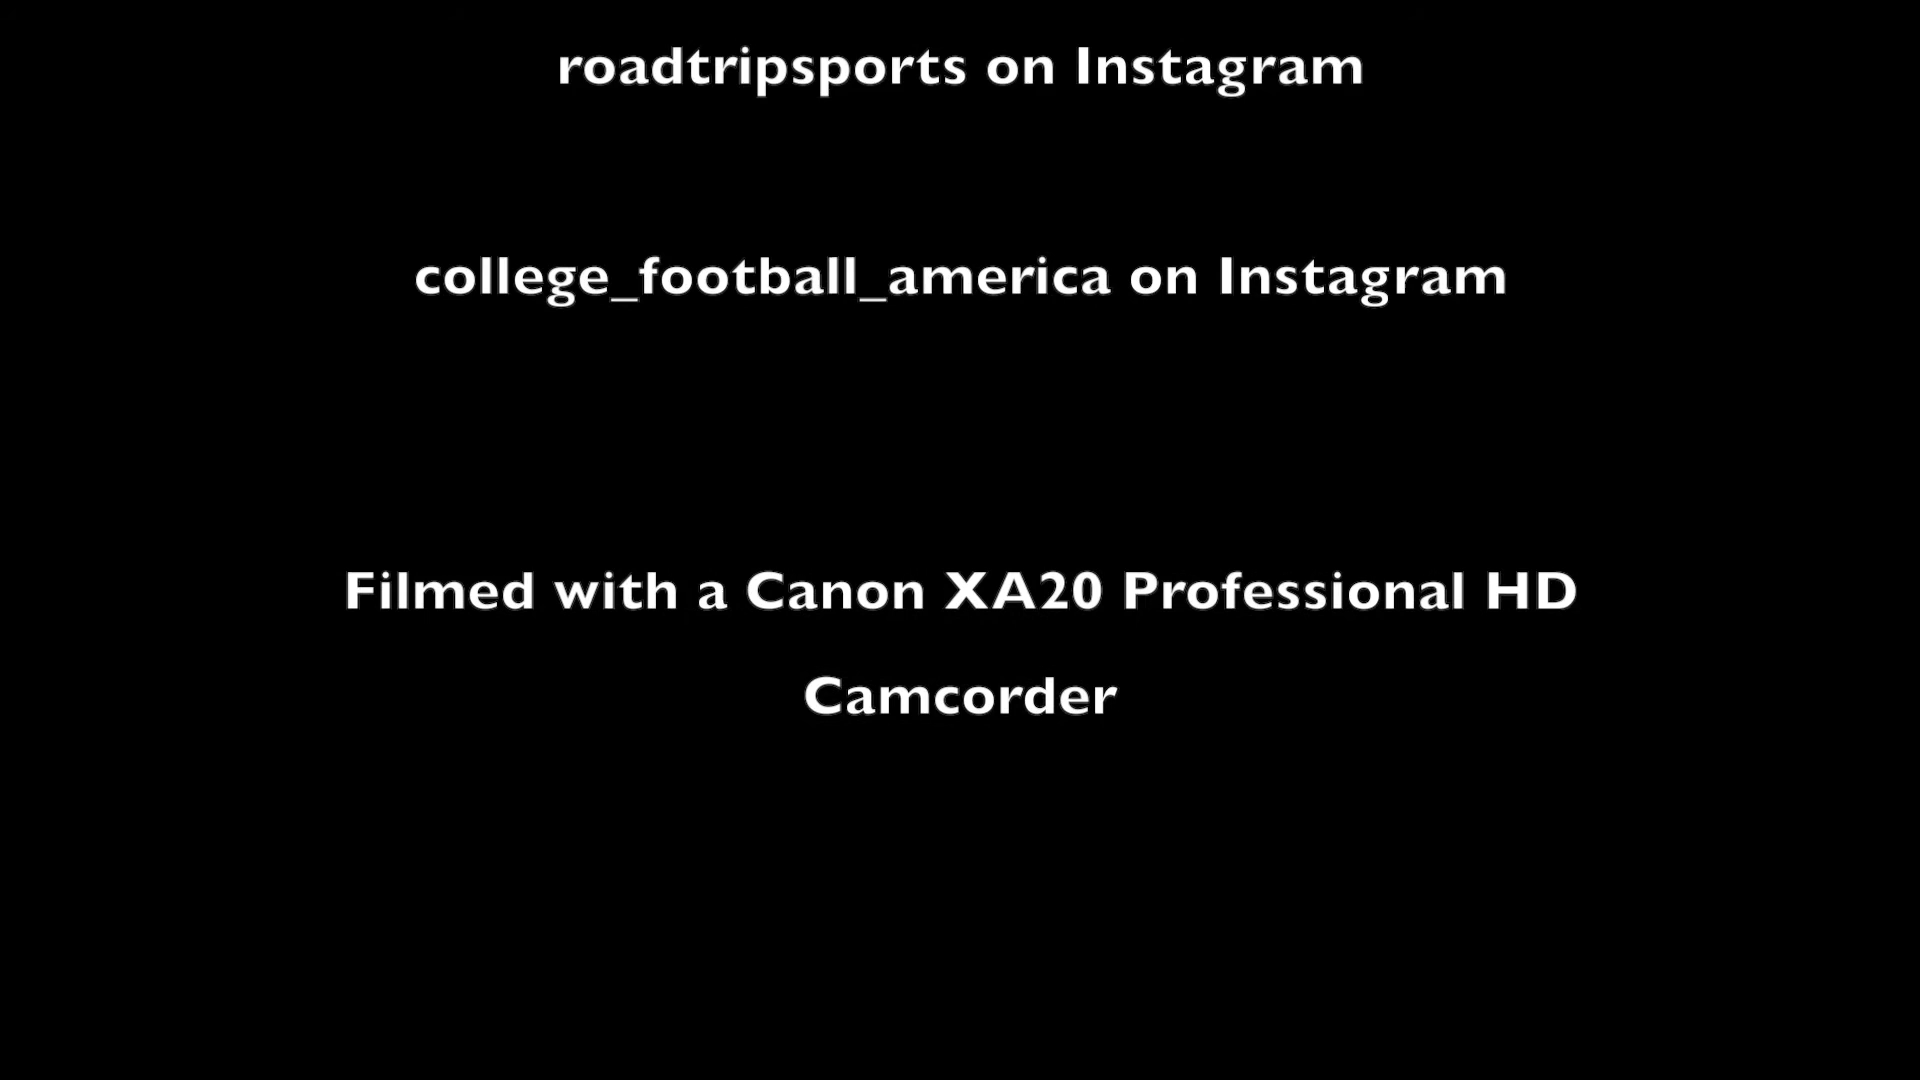 roadtripsports on Instagram
college_football_america on Instagram
Filmed with a Canon XA20 Professional HD
Camcorder